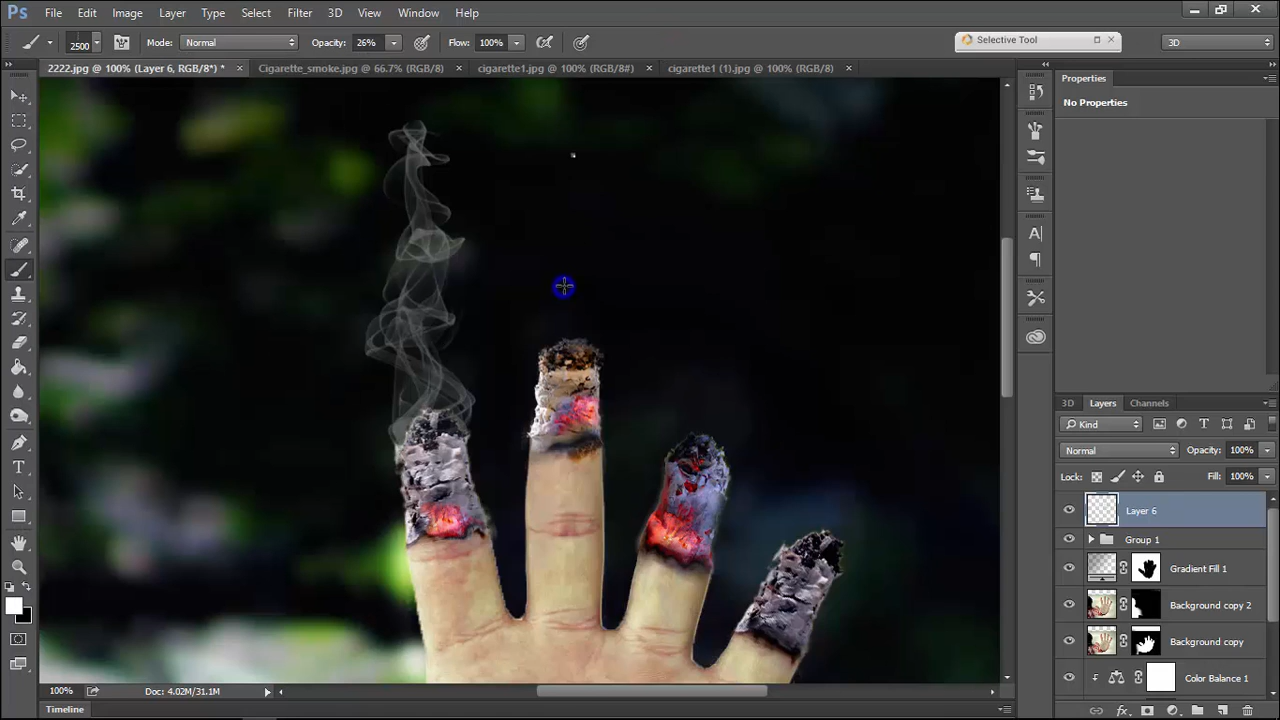 Ps File Edit Image Layer Type Select Filter 3D View Window Help
2500 Mode: Normal Opacity: 26% Flow: 100% Selective Tool 3D
2222.jpg @ 100% (Layer 6, RGB/8*) * Cigarette_smoke.jpg @ 66.7% (RGB/8) cigarette1.jpg @ 100% (RGB/8#) cigarette1 (1).jpg @ 100% (RGB/8)
Properties
No Properties
3D Layers Channels
Kind
Normal Opacity: 100%
Lock: Fill: 100%
Layer 6
Group 1
Gradient Fill 1
Background copy 2
Background copy
Color Balance 1
100% Doc: 4.02M/31.1M
Timeline